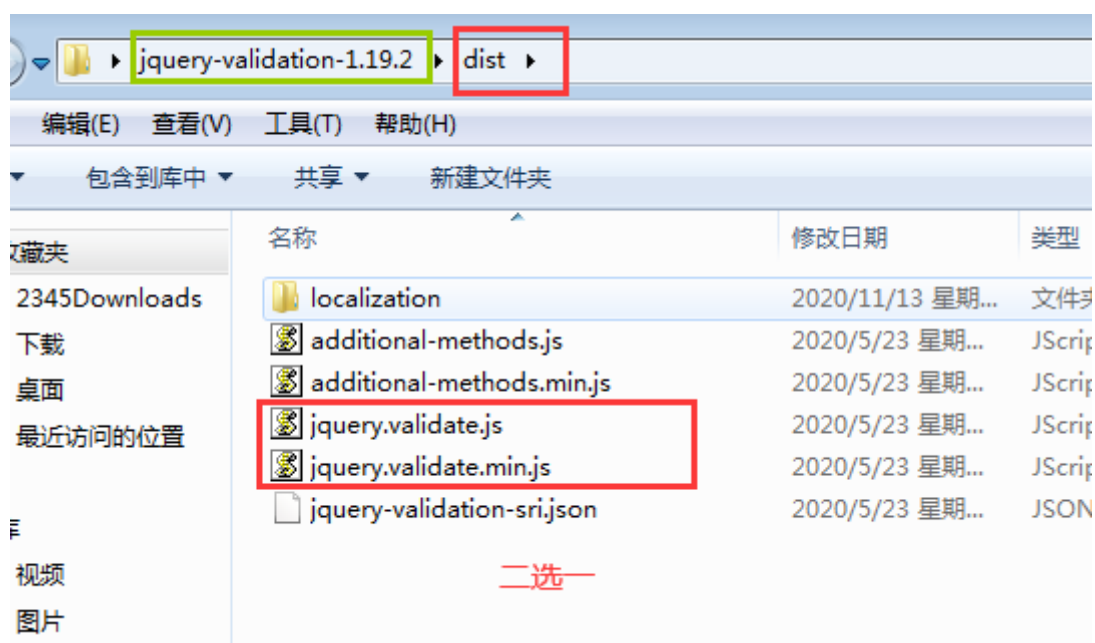 jquery-validation-1.19.2 dist
编辑(E) 查看(V) 工具(T) 帮助(H)
包含到库中 共享 新建文件夹
藏夹
2345Downloads
下载
桌面
最近访问的位置
视频
图片
名称 修改日期 类型
localization 2020/11/13 星期... 文件夹
additional-methods.js 2020/5/23 星期... JScrip
additional-methods.min.js 2020/5/23 星期... JScrip
jquery.validate.js 2020/5/23 星期... JScrip
jquery.validate.min.js 2020/5/23 星期... JScrip
jquery-validation-sri.json 2020/5/23 星期... JSON
二选一